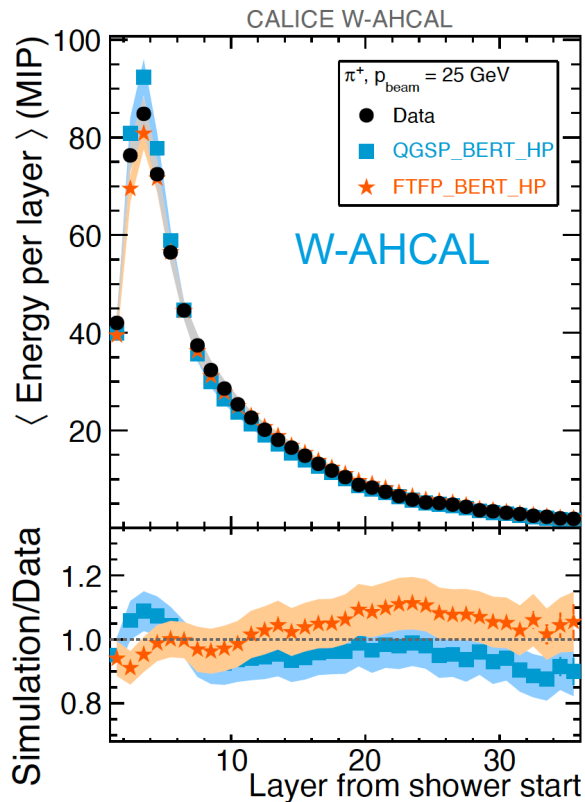 CALICE W-AHCAL
⟨ Energy per layer ⟩ (MIP)
100
80
60
40
20
π+, p_beam = 25 GeV
Data
QGSP_BERT_HP
FTFP_BERT_HP
W-AHCAL
Simulation/Data
1.2
1.0
0.8
10 20 30
Layer from shower start